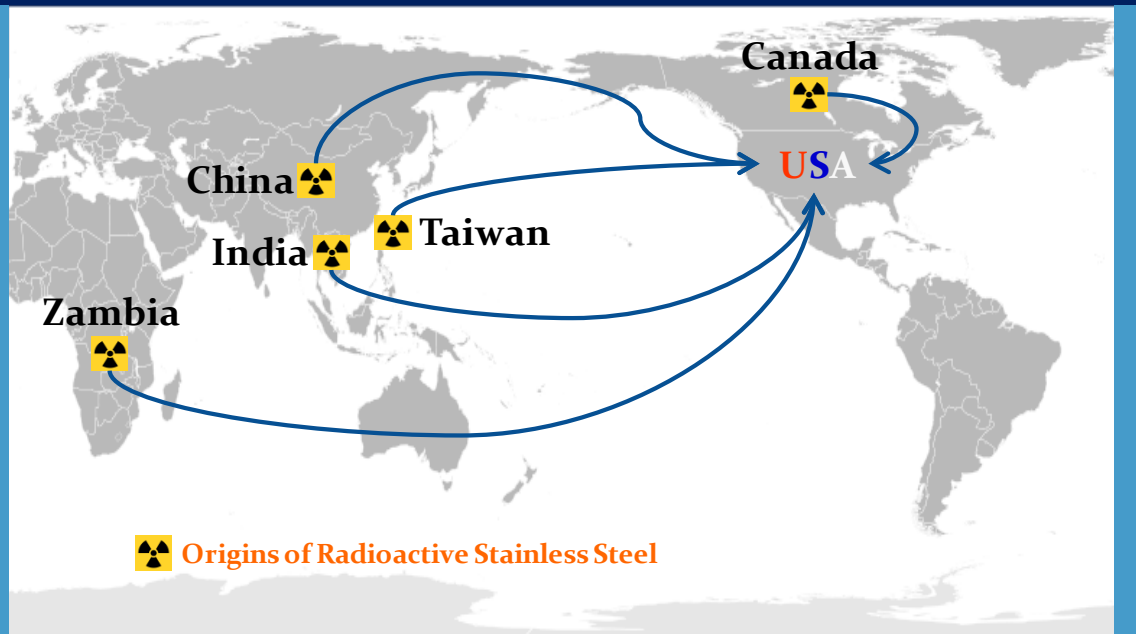 Canada
USA
China
Taiwan
India
Zambia
Origins of Radioactive Stainless Steel